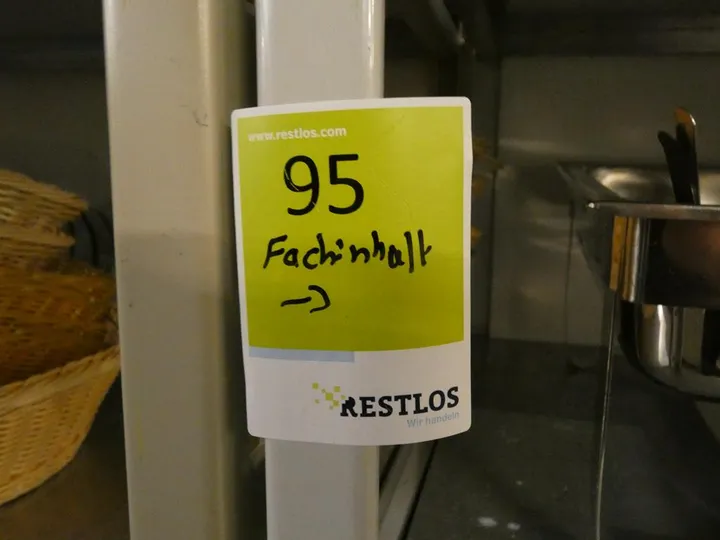 www.restlos.com
95
Fachinhalt
→
RESTLOS
Wir handeln